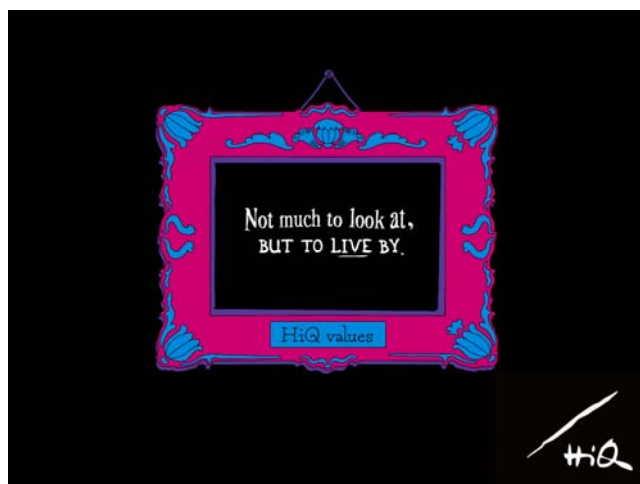 Not much to look at,
BUT TO LIVE BY.
HiQ values
HiQ